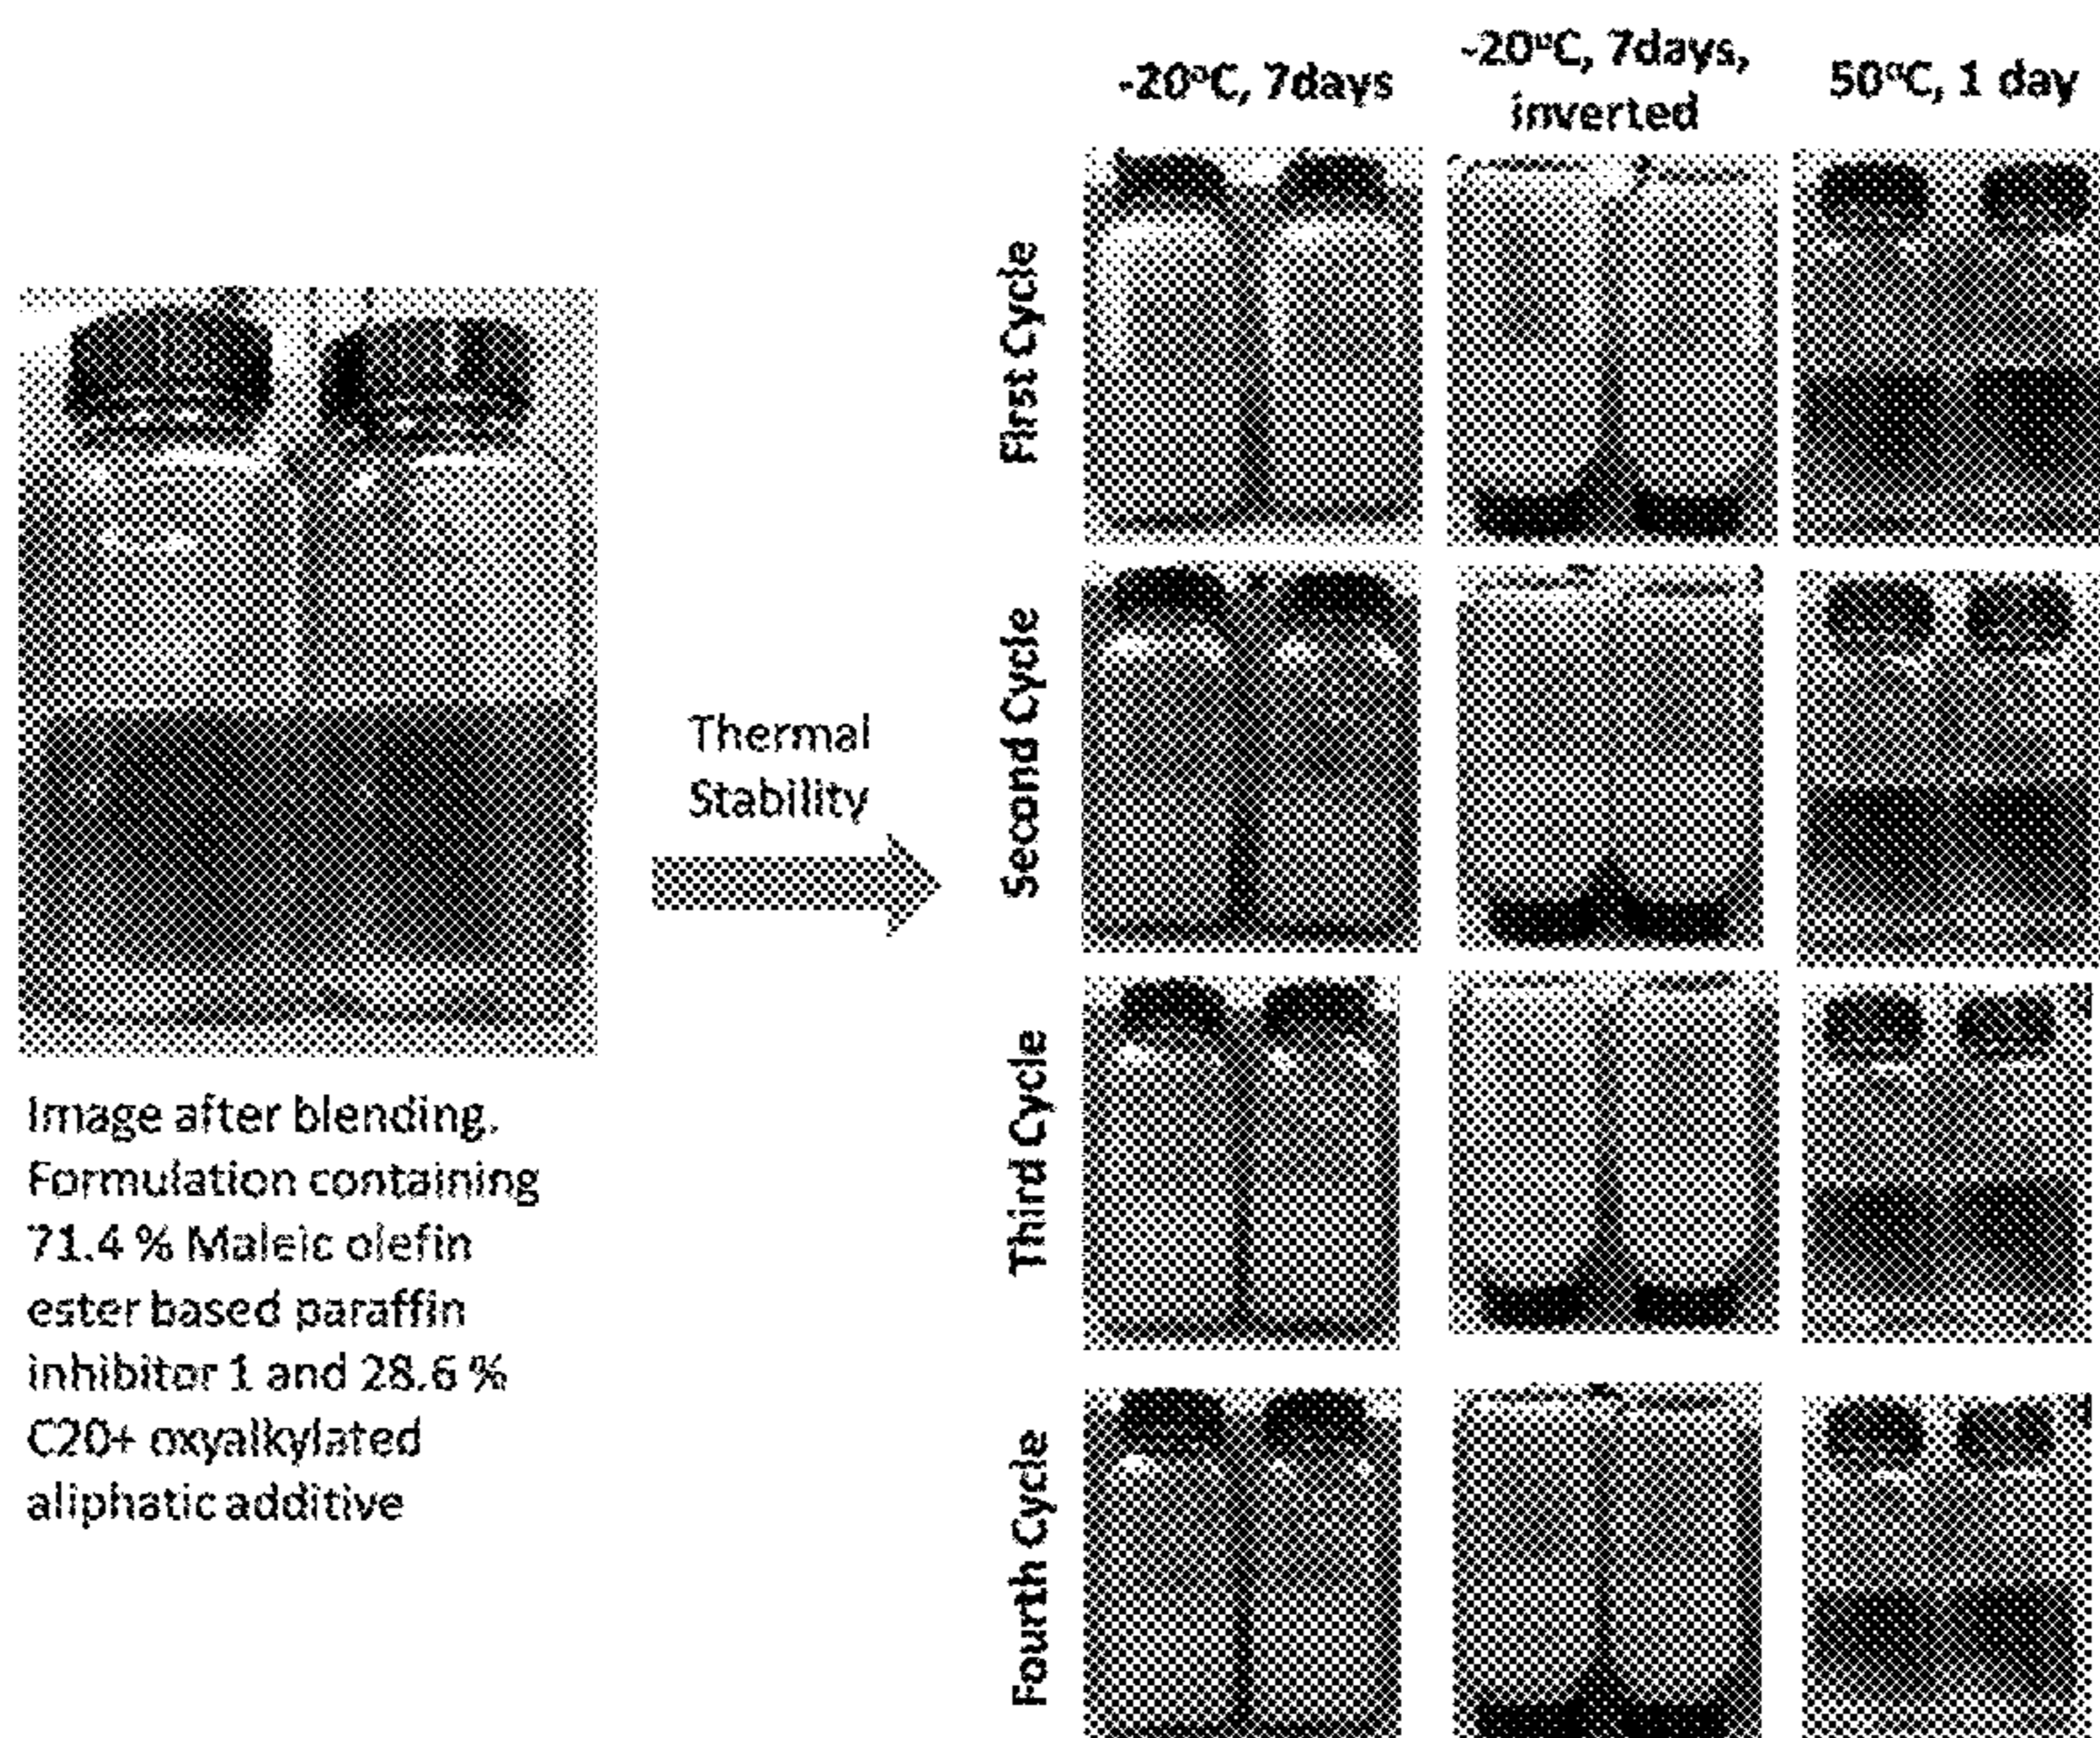 -20°C, 7days
-20°C, 7days,
inverted
50°C, 1 day
First Cycle
Second Cycle
Third Cycle
Fourth Cycle
Thermal
Stability
Image after blending.
Formulation containing
71.4 % Maleic olefin
ester based paraffin
inhibitor 1 and 28.6 %
C20+ oxyalkylated
aliphatic additive